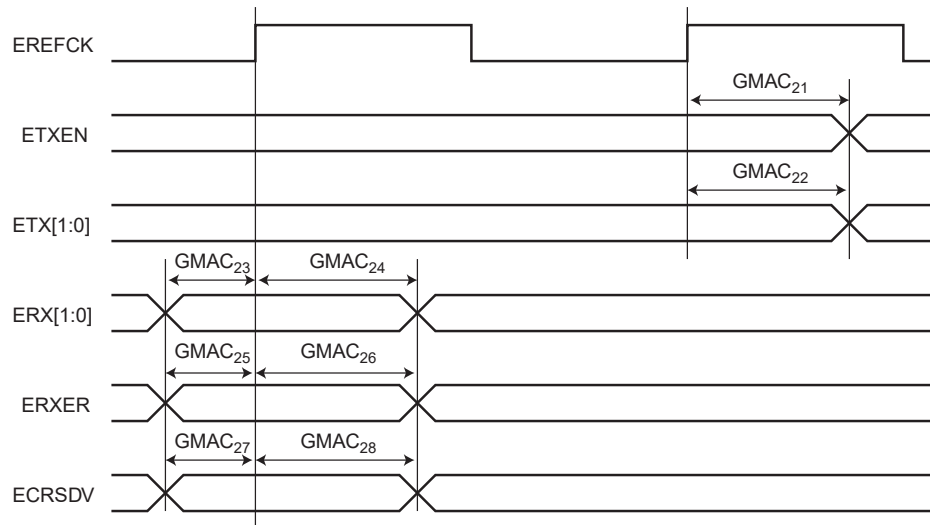 EREFCK
GMAC21
ETXEN
GMAC22
ETX[1:0]
GMAC23 GMAC24
ERX[1:0]
GMAC25 GMAC26
ERXER
GMAC27 GMAC28
ECRSDV